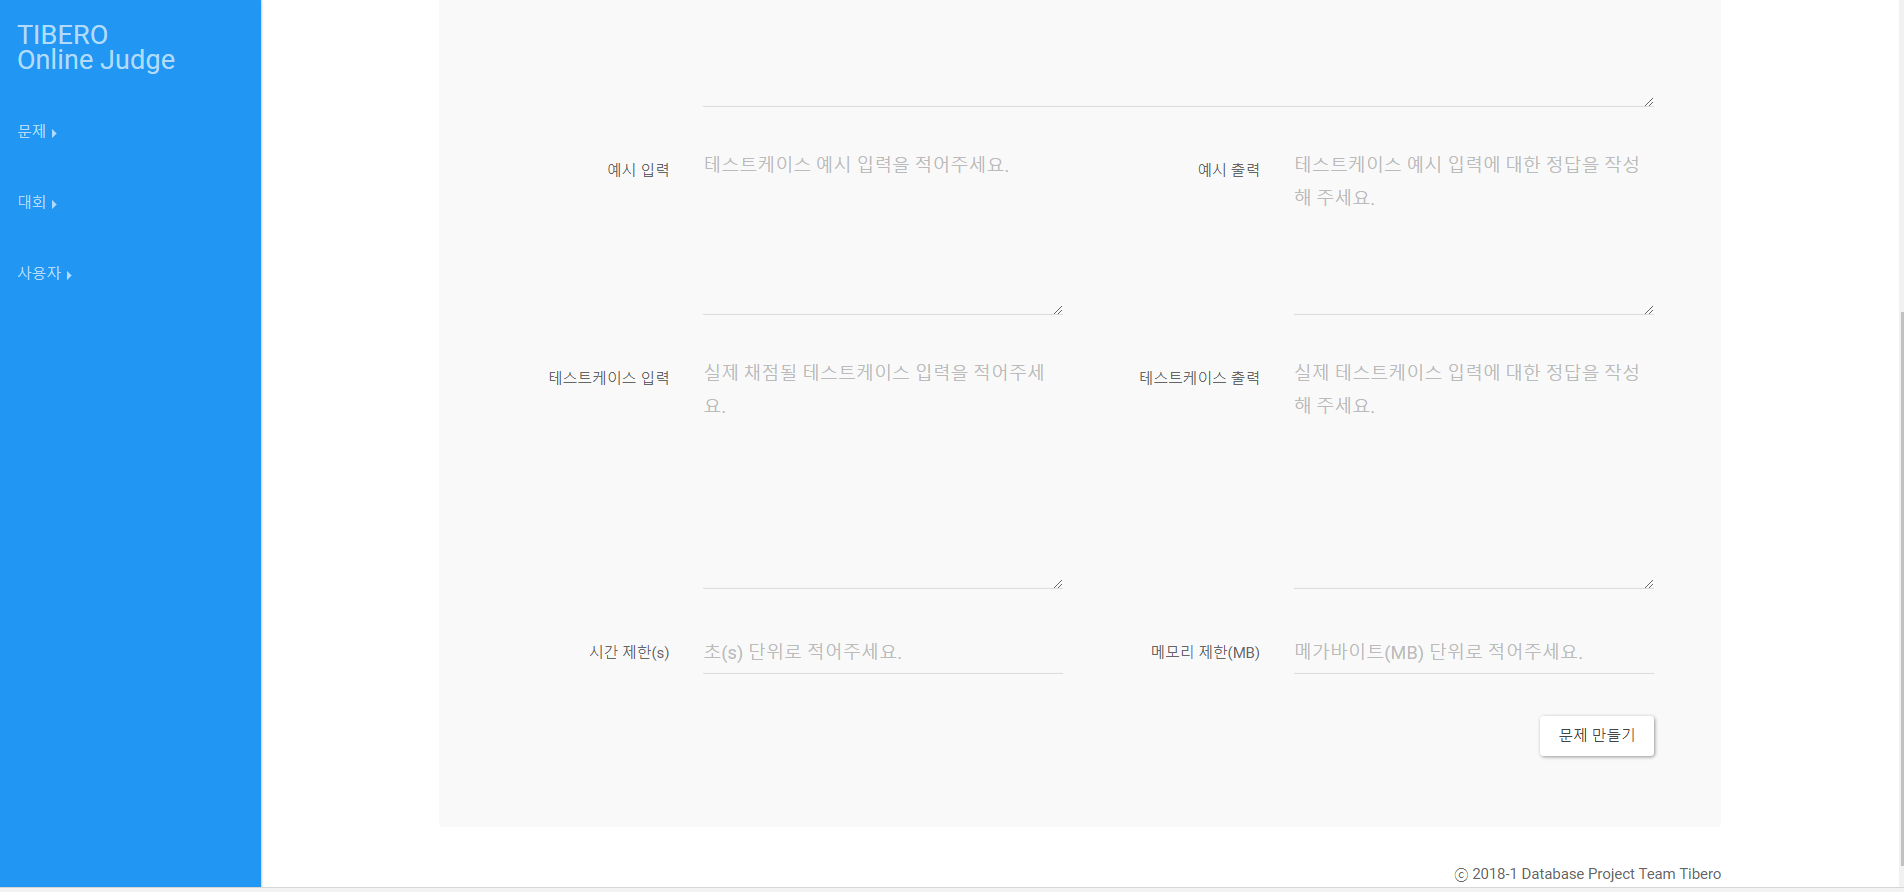 TIBERO
Online Judge
문제
대회
사용자
예시 입력
테스트케이스 예시 입력을 적어주세요.
예시 출력
테스트케이스 예시 입력에 대한 정답을 작성
해 주세요.
테스트케이스 입력
실제 채점될 테스트케이스 입력을 적어주세
요.
테스트케이스 출력
실제 테스트케이스 입력에 대한 정답을 작성
해 주세요.
시간 제한(s)
초(s) 단위로 적어주세요.
메모리 제한(MB)
메가바이트(MB) 단위로 적어주세요.
문제 만들기
ⓒ 2018-1 Database Project Team Tibero